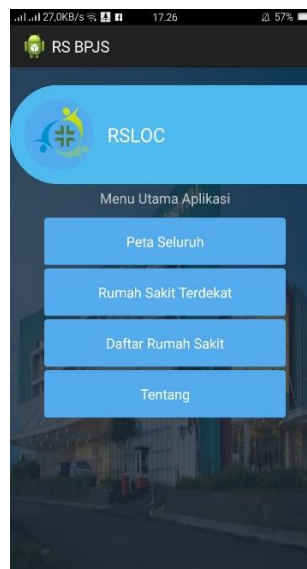 27,0KB/s 17.26 57%
RS BPJS
RSLOC
Menu Utama Aplikasi
Peta Seluruh
Rumah Sakit Terdekat
Daftar Rumah Sakit
Tentang